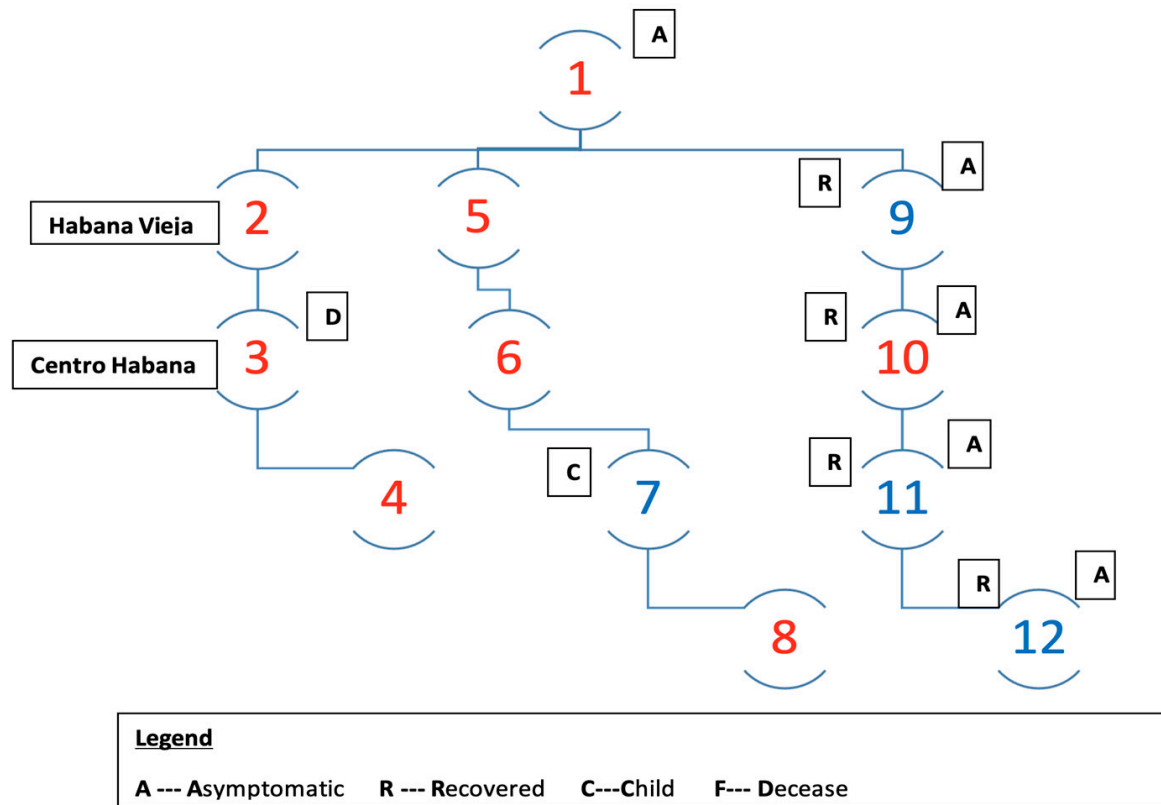 A
1
R
A
Habana Vieja
2
5
9
D
R
A
Centro Habana
3
6
10
C
R
A
4
7
11
R
A
8
12
Legend
A --- Asymptomatic R --- Recovered C---Child F--- Decease